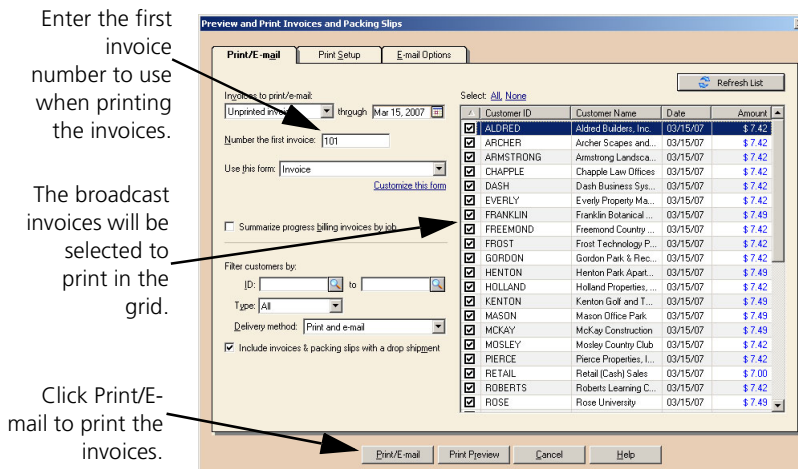 Enter the first
invoice
number to use
when printing
the invoices.
The broadcast
invoices will be
selected to
print in the
grid.
Click Print/E-
mail to print the
invoices.
Preview and Print Invoices and Packing Slips
Print/E-mail Print Setup E-mail Options
Refresh List
Invoices to print/e-mail:
Unprinted invoi through Mar 15, 2007
Number the first invoice: 101
Use this form: Invoice
Customize this form
Summarize progress billing invoices by job
Filter customers by:
ID: to
Type: All
Delivery method: Print and e-mail
Include invoices & packing slips with a drop shipment
Select: All, None
Customer ID Customer Name Date Amount
ALDRED Aldred Builders, Inc. 03/15/07 $ 7.42
ARCHER Archer Scapes and... 03/15/07 $ 7.42
ARMSTRONG Armstrong Landsca... 03/15/07 $ 7.42
CHAPPLE Chapple Law Offices 03/15/07 $ 7.42
DASH Dash Business Sys... 03/15/07 $ 7.42
EVERLY Everly Property Ma... 03/15/07 $ 7.42
FRANKLIN Franklin Botanical ... 03/15/07 $ 7.49
FREEMOND Freemond Country ... 03/15/07 $ 7.42
FROST Frost Technology P... 03/15/07 $ 7.42
GORDON Gordon Park & Rec... 03/15/07 $ 7.42
HENTON Henton Park Apart... 03/15/07 $ 7.49
HOLLAND Holland Properties, ... 03/15/07 $ 7.42
KENTON Kenton Golf and T... 03/15/07 $ 7.49
MASON Mason Office Park 03/15/07 $ 7.49
MCKAY McKay Construction 03/15/07 $ 7.49
MOSLEY Mosley Country Club 03/15/07 $ 7.42
PIERCE Pierce Properties, I... 03/15/07 $ 7.42
RETAIL Retail (Cash) Sales 03/15/07 $ 7.00
ROBERTS Roberts Learning C... 03/15/07 $ 7.42
ROSE Rose University 03/15/07 $ 7.49
Print/E-mail Print Preview Cancel Help